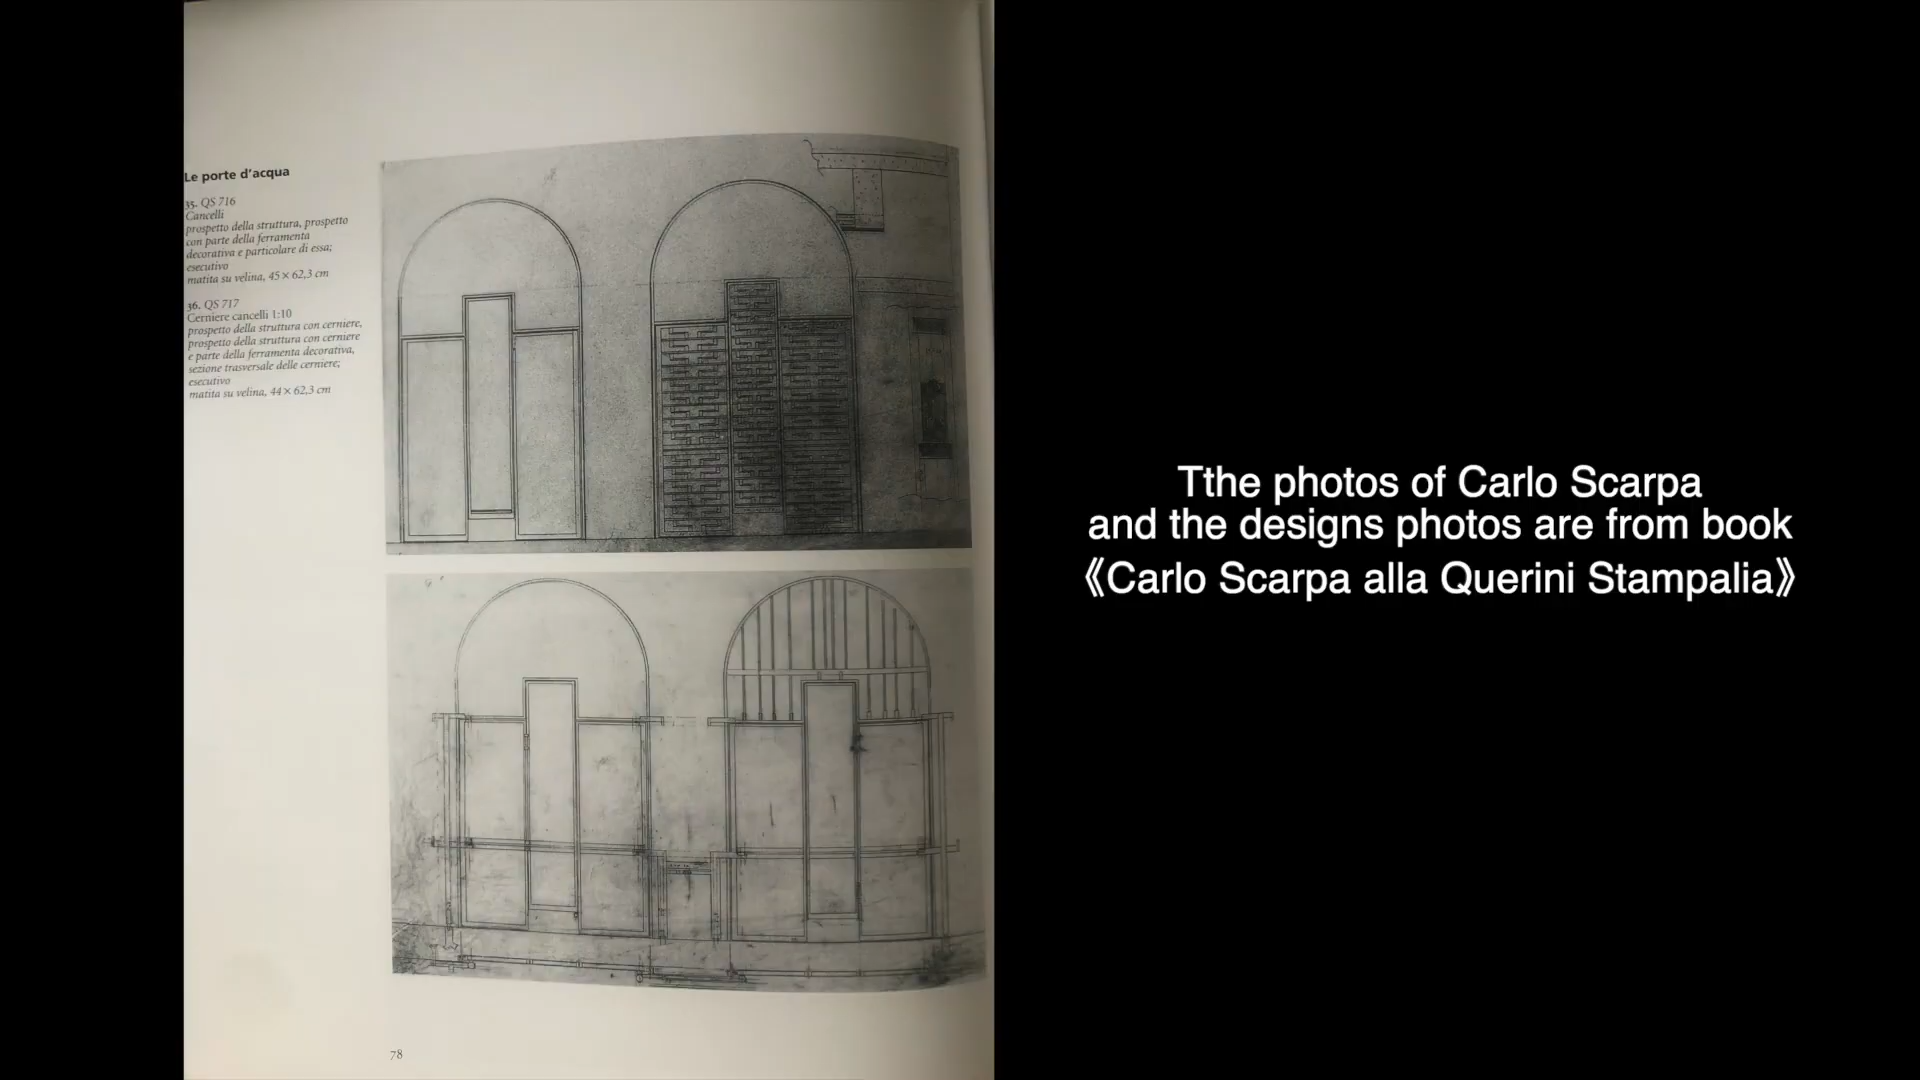 Le porte d'acqua
35. QS 716
Cancelli
prospetto della struttura, prospetto
con parte della ferramenta
decorativa e particolare di essa;
esecutivo
matita su velina, 45 × 62,3 cm
36. QS 717
Cerniere cancelli 1:10
prospetto della struttura con cerniere,
prospetto della struttura con cerniere
e parte della ferramenta decorativa,
sezione trasversale delle cerniere;
esecutivo
matita su velina, 44 × 62,3 cm
78
Tthe photos of Carlo Scarpa
and the designs photos are from book
《Carlo Scarpa alla Querini Stampalia》